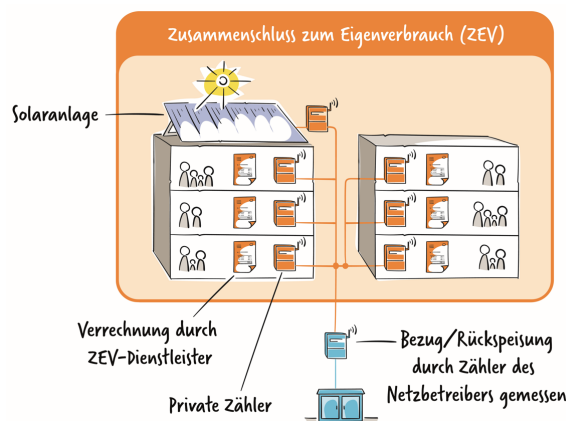 Zusammenschluss zum Eigenverbrauch (ZEV)
Solaranlage
Verrechnung durch
ZEV-Dienstleister
Private Zähler
Bezug/Rückspeisung
durch Zähler des
Netzbetreibers gemessen